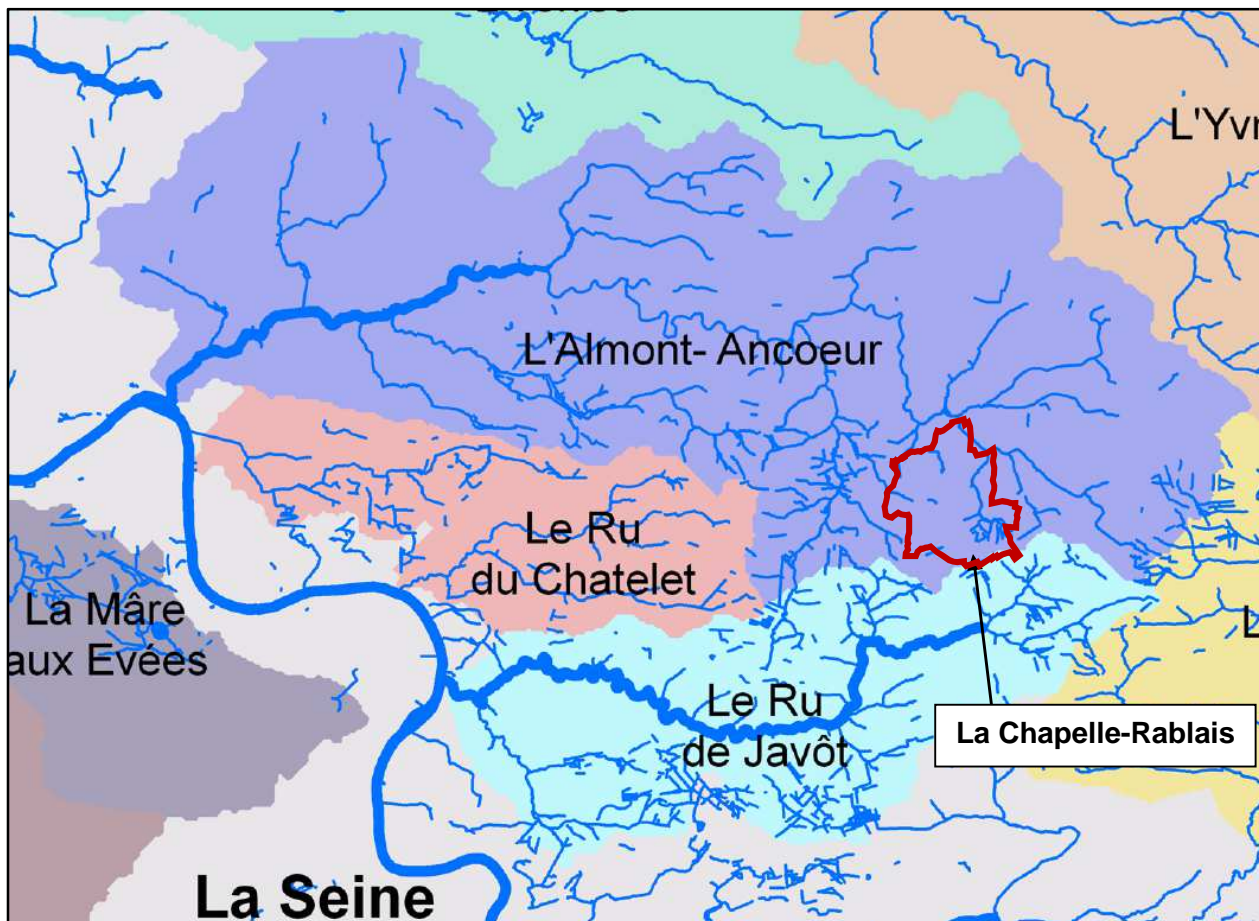 L'Yvr
L'Almont- Ancoeur
Le Ru
du Chatelet
La Mâre
aux Evées
L
Le Ru
de Javôt
La Chapelle-Rablais
La Seine